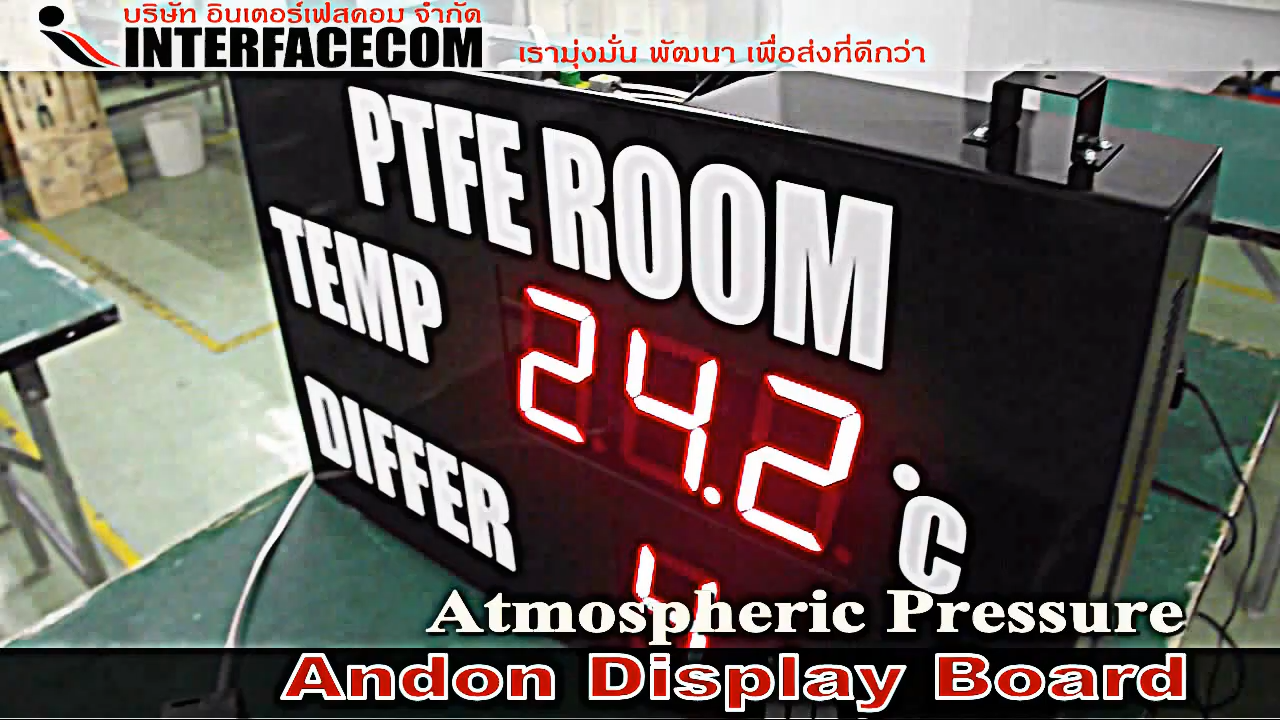 บริษัท อินเตอร์เฟสคอม จำกัด
INTERFACECOM
เรามุ่งมั่น พัฒนา เพื่อส่งที่ดีกว่า
PTFE ROOM
TEMP 24.2 °C
DIFFER 4
Atmospheric Pressure
Andon Display Board